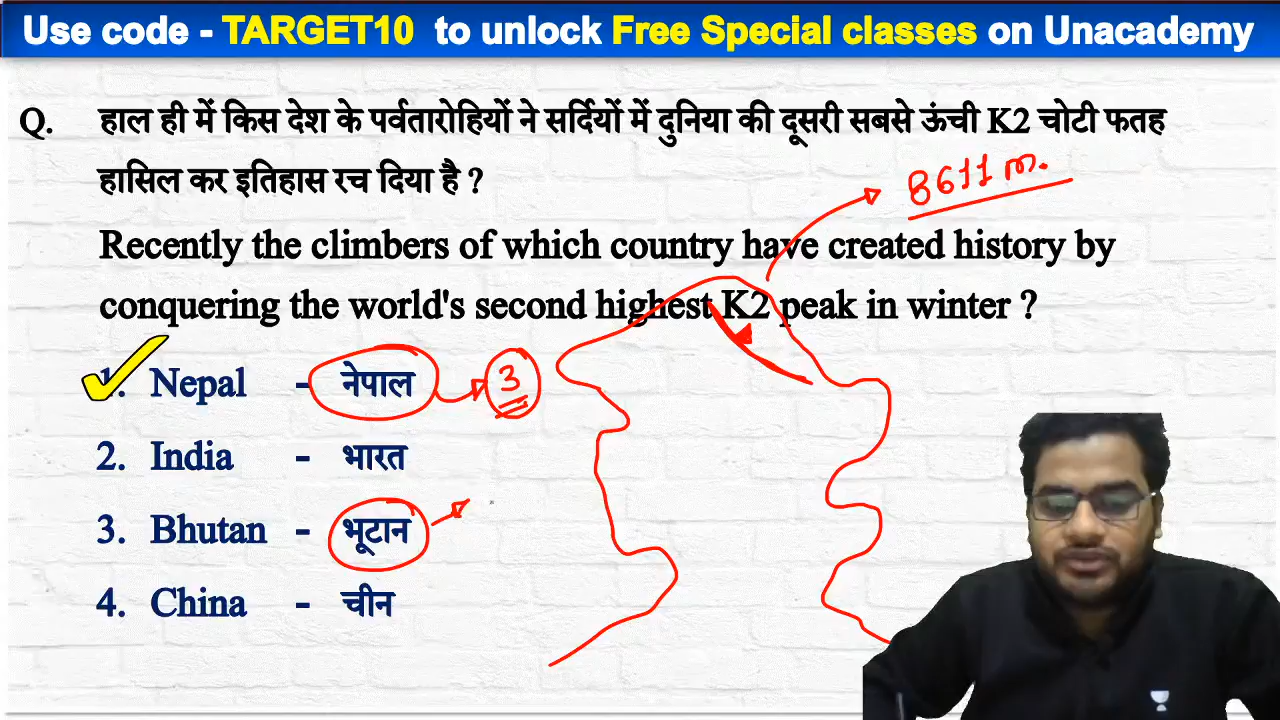 Use code - TARGET10 to unlock Free Special classes on Unacademy
Q. हाल ही में किस देश के पर्वतारोहियों ने सर्दियों में दुनिया की दूसरी सबसे ऊंची K2 चोटी फतह
हासिल कर इतिहास रच दिया है ?
8611 m.
Recently the climbers of which country have created history by
conquering the world's second highest K2 peak in winter ?
1. Nepal - नेपाल 3
2. India - भारत
3. Bhutan - भूटान
4. China - चीन